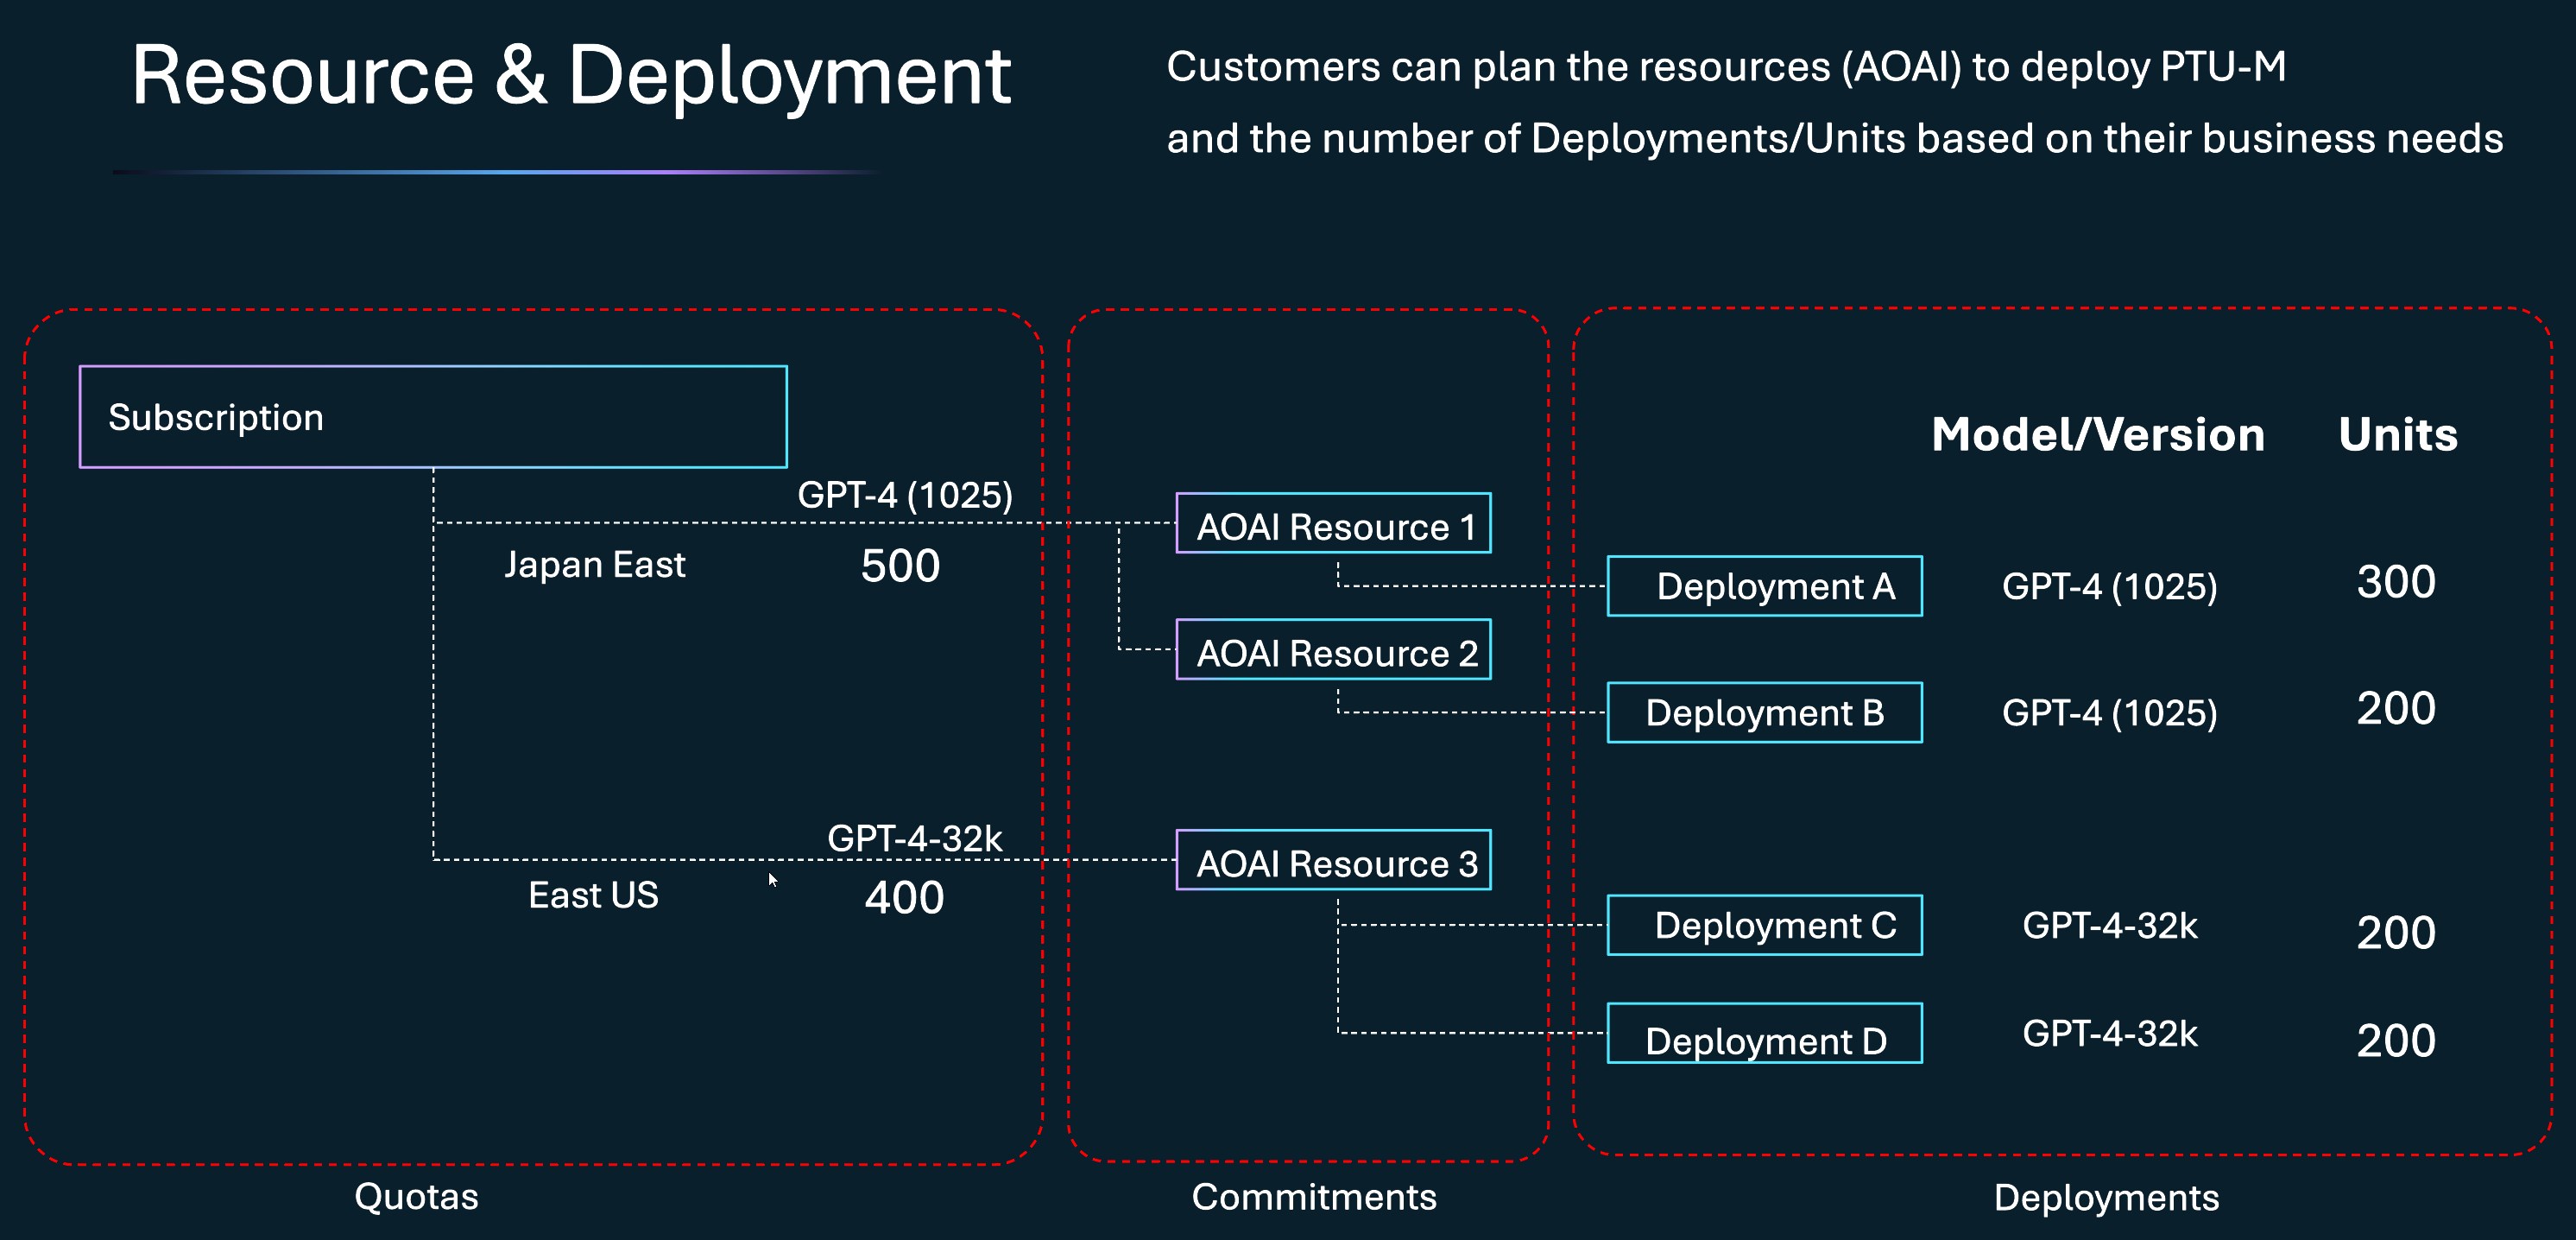 Resource & Deployment
Customers can plan the resources (AOAI) to deploy PTU-M
and the number of Deployments/Units based on their business needs
Subscription
GPT-4 (1025)
Japan East
500
GPT-4-32k
East US
400
Quotas
AOAI Resource 1
AOAI Resource 2
AOAI Resource 3
Commitments
Model/Version Units
Deployment A GPT-4 (1025) 300
Deployment B GPT-4 (1025) 200
Deployment C GPT-4-32k 200
Deployment D GPT-4-32k 200
Deployments